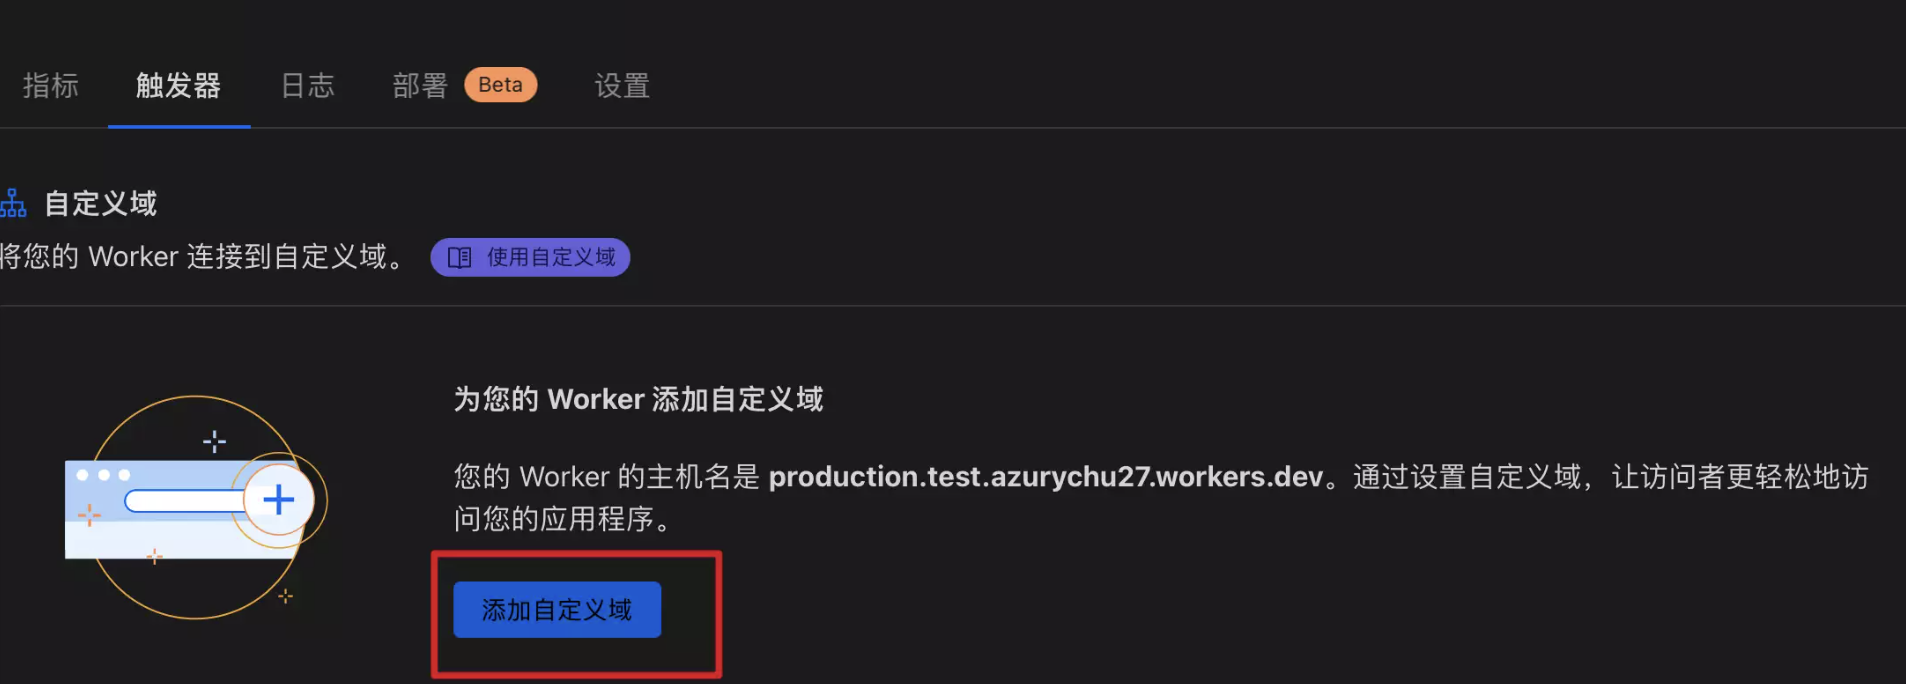 指标 触发器 日志 部署 Beta 设置
自定义域
将您的 Worker 连接到自定义域。 使用自定义域
为您的 Worker 添加自定义域
您的 Worker 的主机名是 production.test.azurychu27.workers.dev。通过设置自定义域，让访问者更轻松地访
问您的应用程序。
添加自定义域